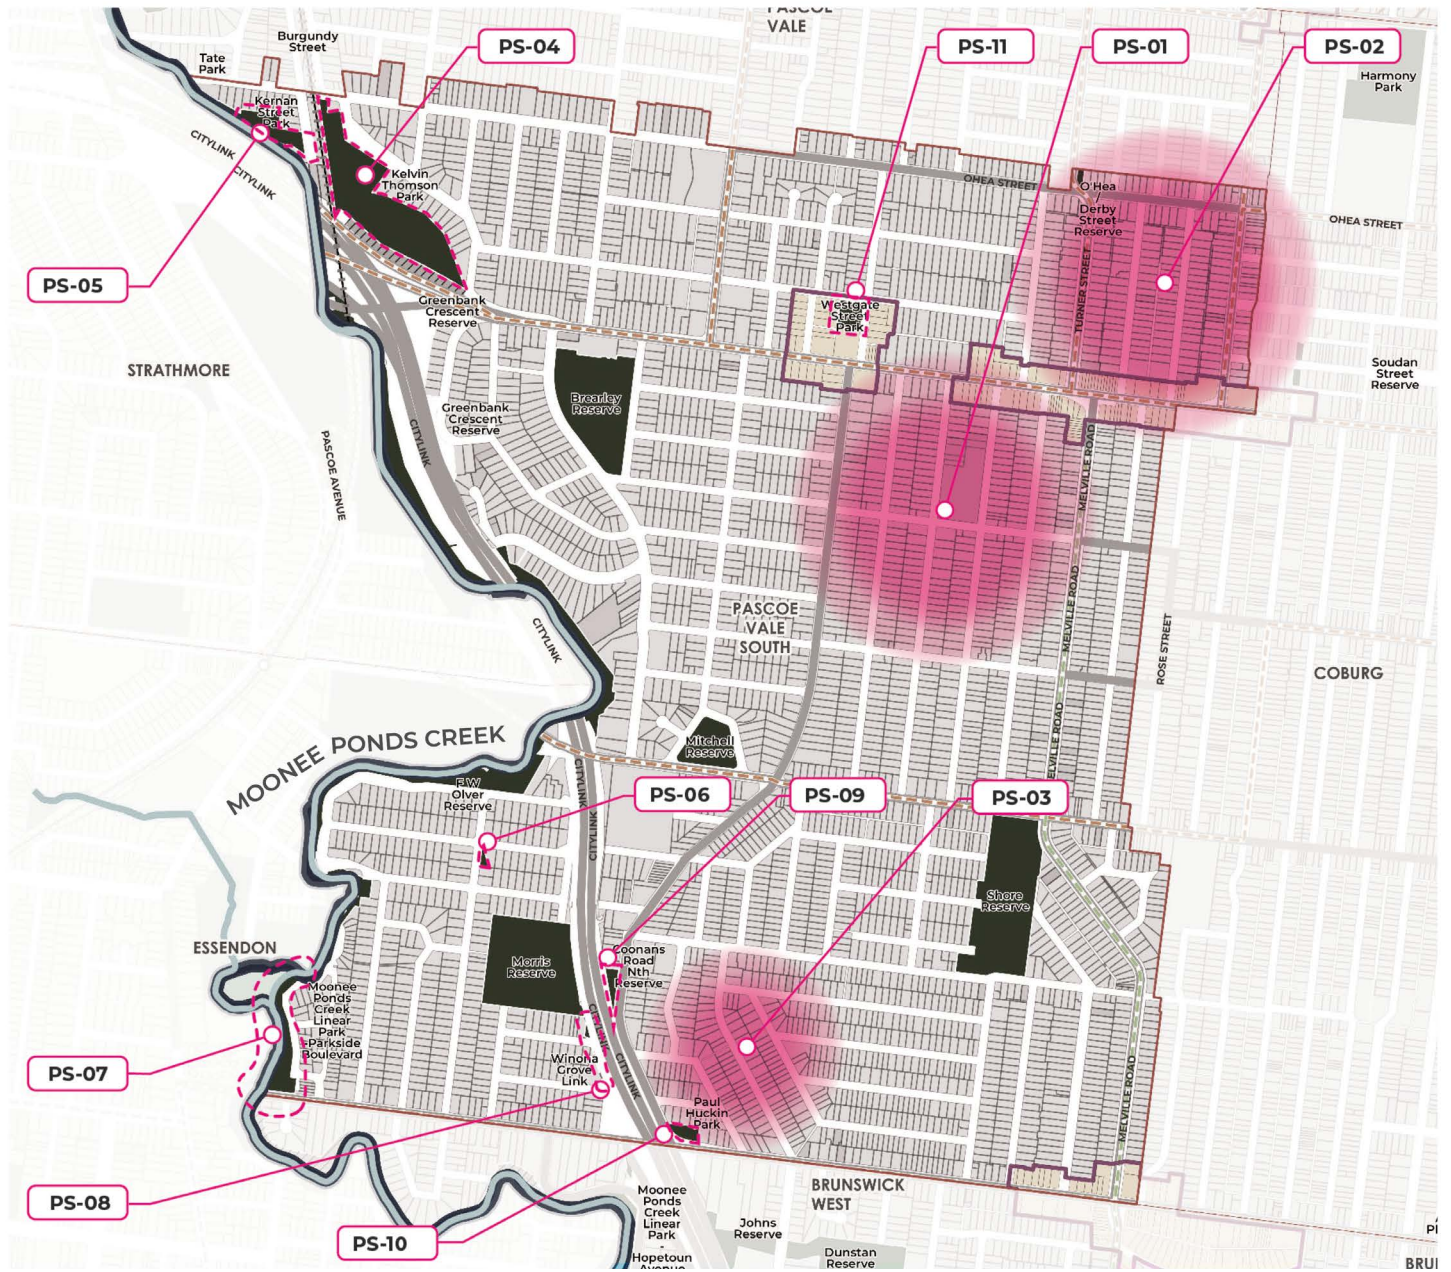 PASCOE
VALE
Burgundy
Street
PS-04
PS-11
PS-01
PS-02
Tate
Park
Harmony
Park
Kernan
Street
Park
CITYLINK
CITYLINK
Kelvin
Thomson
Park
OHEA STREET
O'Hea
/
Derby
Street
Reserve
OHEA STREET
PS-05
TURNER STREET
Greenbank
Crescent
Reserve
Westgate
Street
Park
STRATHMORE
Soudan
Street
Reserve
Brearley
Reserve
Greenbank
Crescent
Reserve
CITYLINK
PASCOE AVENUE
MELVILLE ROAD
CITYLINK
PASCOE
VALE
SOUTH
MELVILLE ROAD
ROSE STREET
COBURG
MOONEE PONDS CREEK
Mitchell
Reserve
MELVILLE ROAD
CITYLINK
F W
Olver
Reserve
PS-06
PS-09
PS-03
CITYLINK
Shore
Reserve
ESSENDON
Morris
Reserve
Coonans
Road
Nth
Reserve
Moonee
Ponds
Creek
Linear
Park
-Parkside
Boulevard
CITYLINK
Winona
Grove
Link
CITYLINK
PS-07
MELVILLE ROAD
Paul
Huckin
Park
PS-08
BRUNSWICK
WEST
Moonee
Ponds
Creek
Linear
Park
-
Hopetoun
Avenue
Johns
Reserve
PS-10
Dunstan
Reserve
BRU